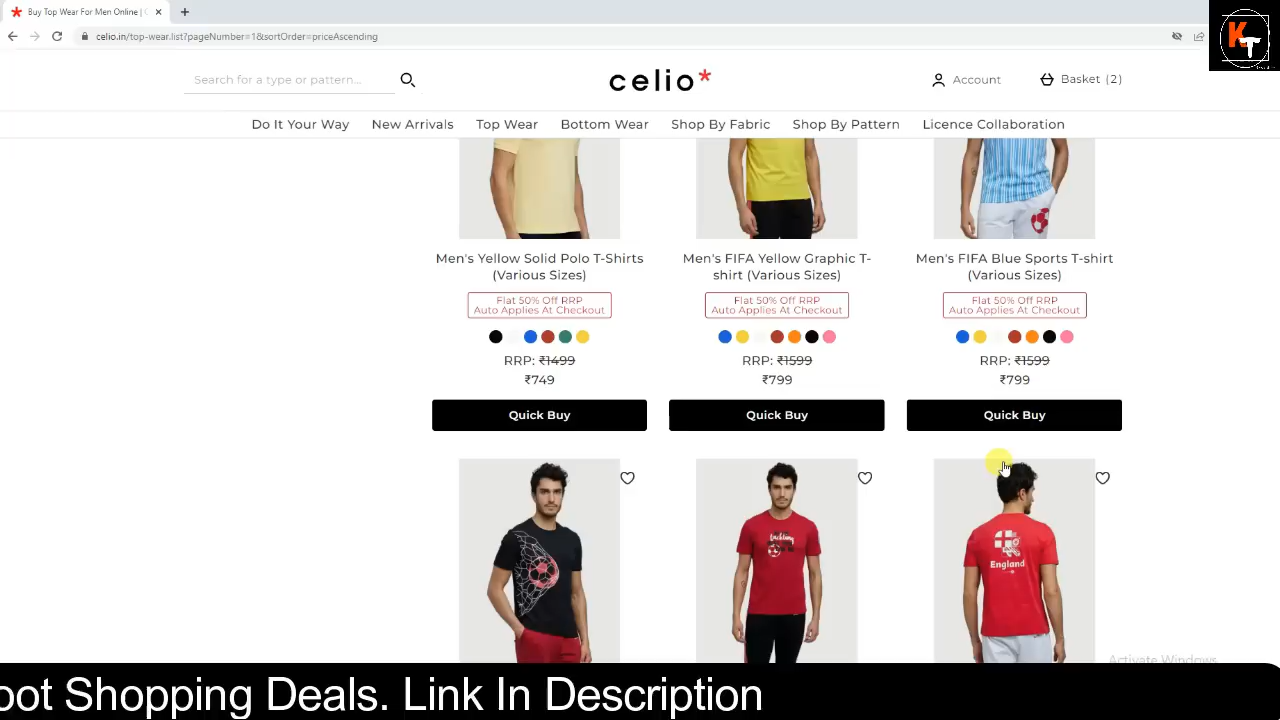 Buy Top Wear For Men Online |
celio.in/top-wear.list?pageNumber=1&sortOrder=priceAscending
KT
Search for a type or pattern...
celio*
Account
Basket (2)
Do It Your Way
New Arrivals
Top Wear
Bottom Wear
Shop By Fabric
Shop By Pattern
Licence Collaboration
Men's Yellow Solid Polo T-Shirts
(Various Sizes)
Flat 50% Off RRP
Auto Applies At Checkout
RRP: ₹1499
₹749
Quick Buy
Men's FIFA Yellow Graphic T-
shirt (Various Sizes)
Flat 50% Off RRP
Auto Applies At Checkout
RRP: ₹1599
₹799
Quick Buy
Men's FIFA Blue Sports T-shirt
(Various Sizes)
Flat 50% Off RRP
Auto Applies At Checkout
RRP: ₹1599
₹799
Quick Buy
England
Activate Windows
oot Shopping Deals. Link In Description